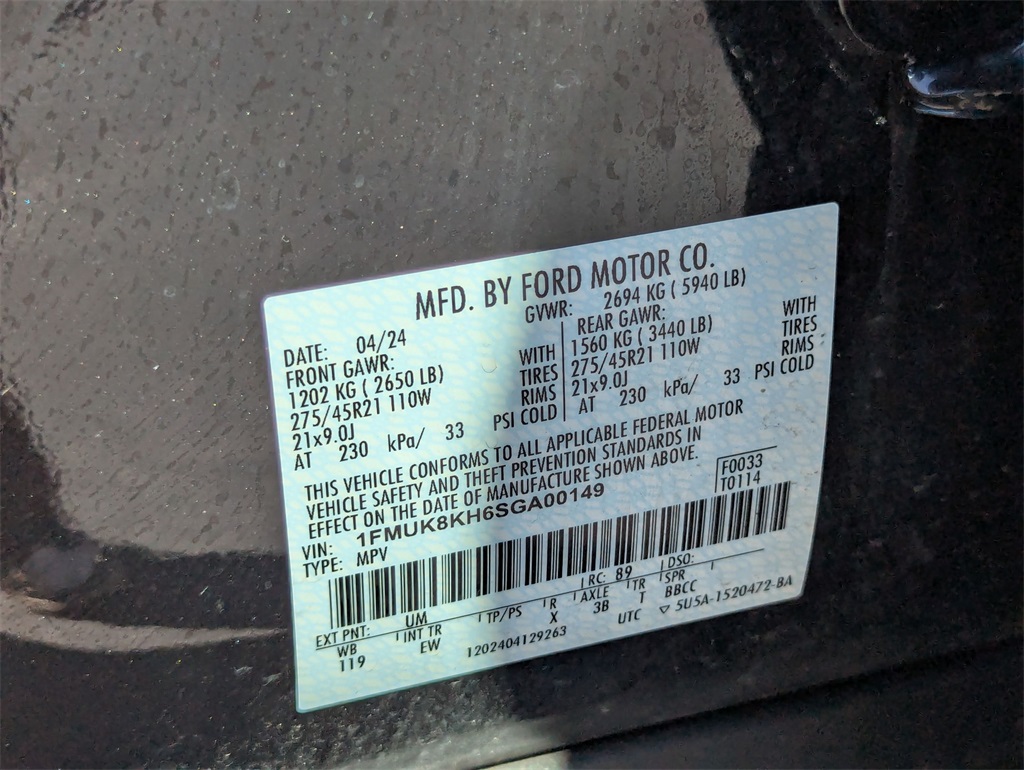 MFD. BY FORD MOTOR CO.
DATE: 04/24 GVWR: 2694 KG ( 5940 LB)
FRONT GAWR: REAR GAWR:
1202 KG ( 2650 LB) WITH 1560 KG ( 3440 LB) WITH
275/45R21 110W TIRES 275/45R21 110W TIRES
21x9.0J RIMS 21x9.0J RIMS
AT 230 kPa/ 33 PSI COLD AT 230 kPa/ 33 PSI COLD
THIS VEHICLE CONFORMS TO ALL APPLICABLE FEDERAL MOTOR
VEHICLE SAFETY AND THEFT PREVENTION STANDARDS IN
EFFECT ON THE DATE OF MANUFACTURE SHOWN ABOVE.
VIN: 1FMUK8KH6SGA00149 F0033
TYPE: MPV T0114
EXT PNT: UM RC: 89 DSO:
WB INT TR TP/PS R AXLE TR SPR
119 EW X 3B T BBCC
1202404129263 UTC ▽ 5U5A-1520472-BA